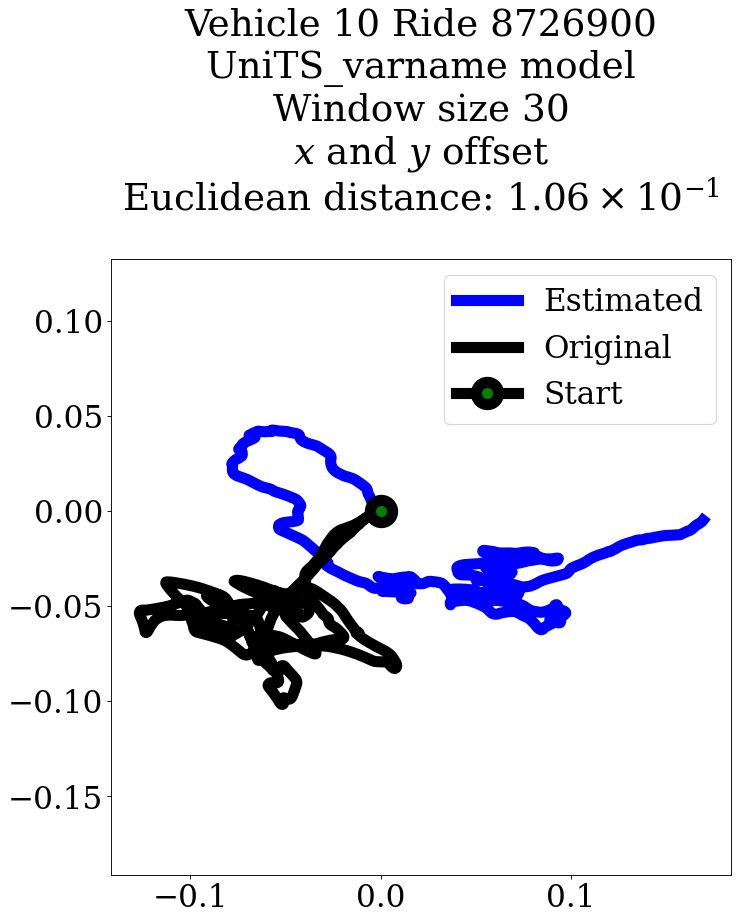 Vehicle 10 Ride 8726900
UniTS_varname model
Window size 30
x and y offset
Euclidean distance: 1.06 × 10⁻¹
Estimated
Original
Start
0.10
0.05
0.00
−0.05
−0.10
−0.15
−0.1 0.0 0.1